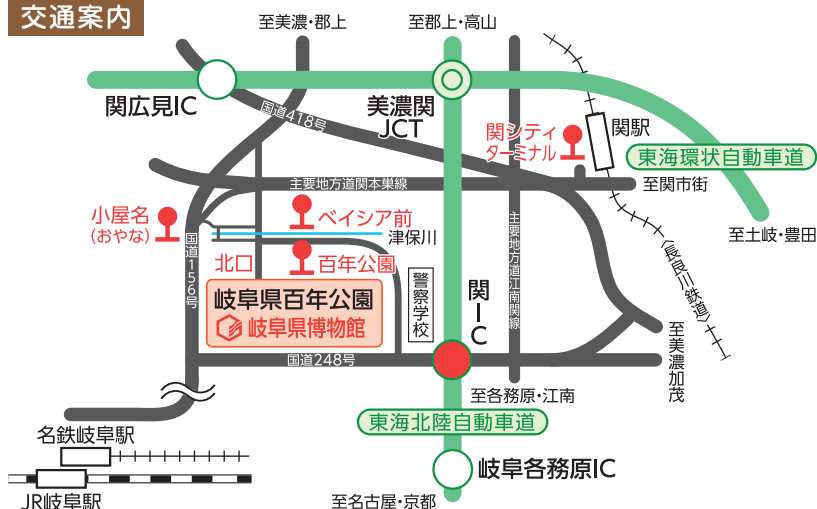 交通案内
至美濃・郡上
至郡上・高山
関広見IC
国道418号
美濃関
JCT
関シティ
ターミナル
関駅
東海環状自動車道
主要地方道関本巣線
至関市街
小屋名
(おやな)
ベイシア前
津保川
至土岐・豊田
国道156号
北口
百年公園
主要地方道江南関線
〈長良川鉄道〉
岐阜県百年公園
岐阜県博物館
警察学校
関IC
国道248号
至美濃加茂
至各務原・江南
東海北陸自動車道
名鉄岐阜駅
岐阜各務原IC
JR岐阜駅
至名古屋・京都